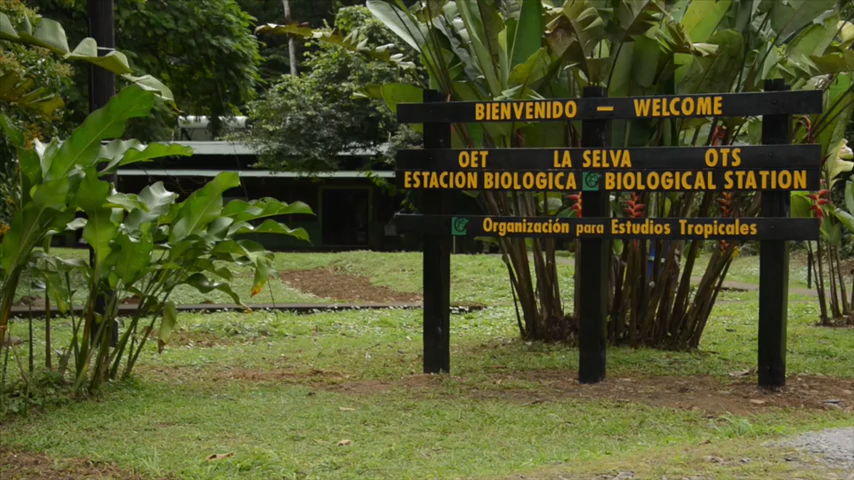 BIENVENIDO — WELCOME
OET LA SELVA OTS
ESTACION BIOLOGICA BIOLOGICAL STATION
Organización para Estudios Tropicales